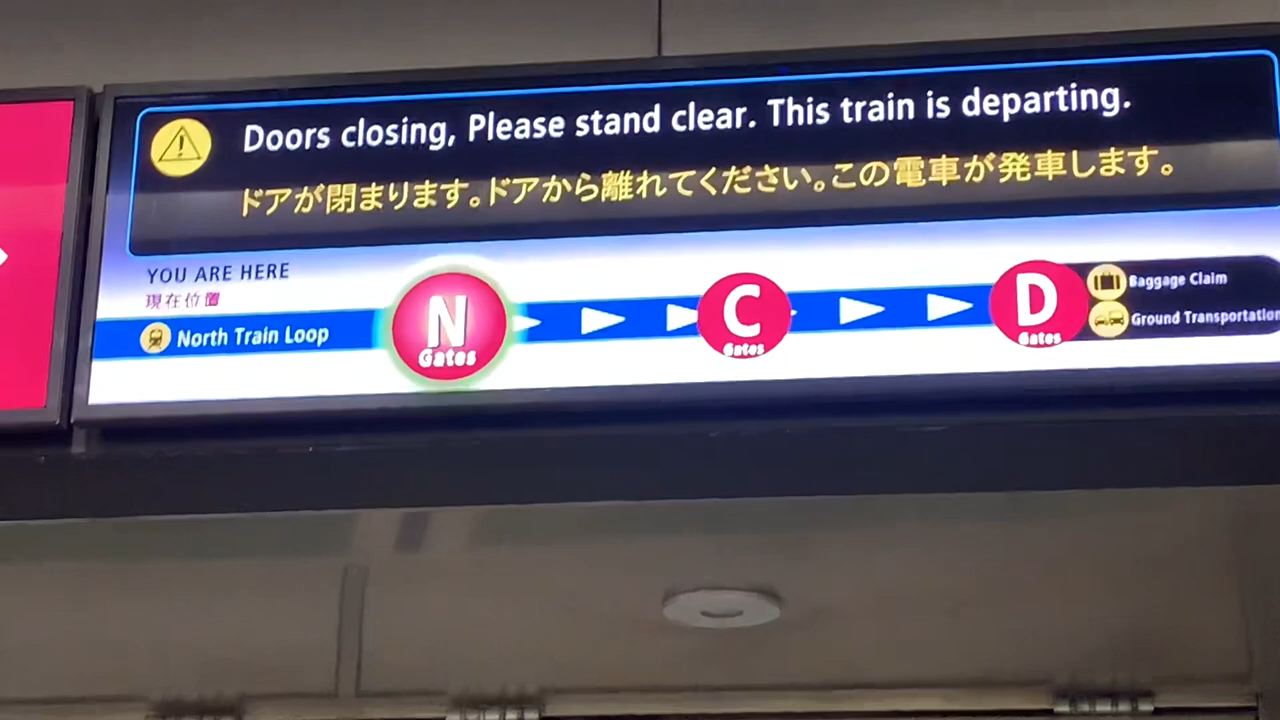 Doors closing, Please stand clear. This train is departing.
ドアが閉まります。ドアから離れてください。この電車が発車します。
YOU ARE HERE
現在位置
North Train Loop
N
Gates
C
Gates
D
Gates
Baggage Claim
Ground Transportation